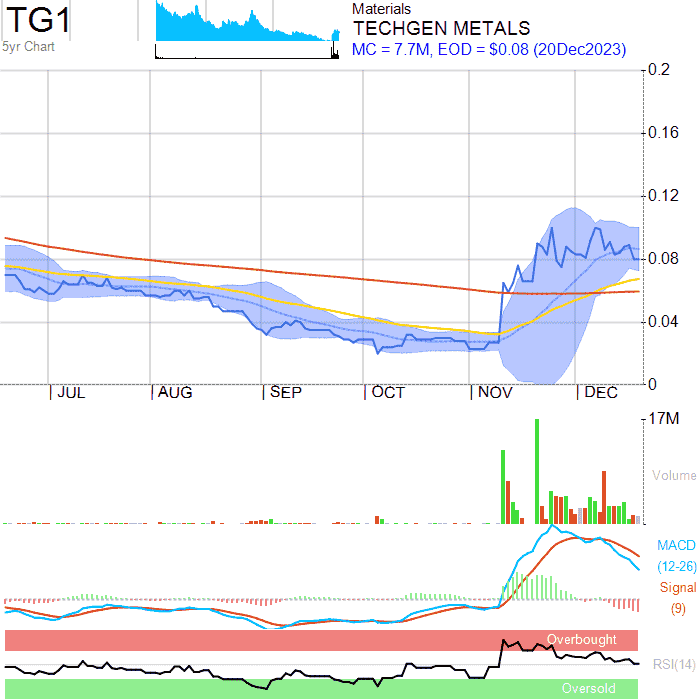 TG1
5yr Chart
Materials
TECHGEN METALS
MC = 7.7M, EOD = $0.08 (20Dec2023)
0.2
0.16
0.12
0.08
0.04
0
JUL AUG SEP OCT NOV DEC
17M
Volume
MACD
(12-26)
Signal
(9)
Overbought
RSI(14)
Oversold